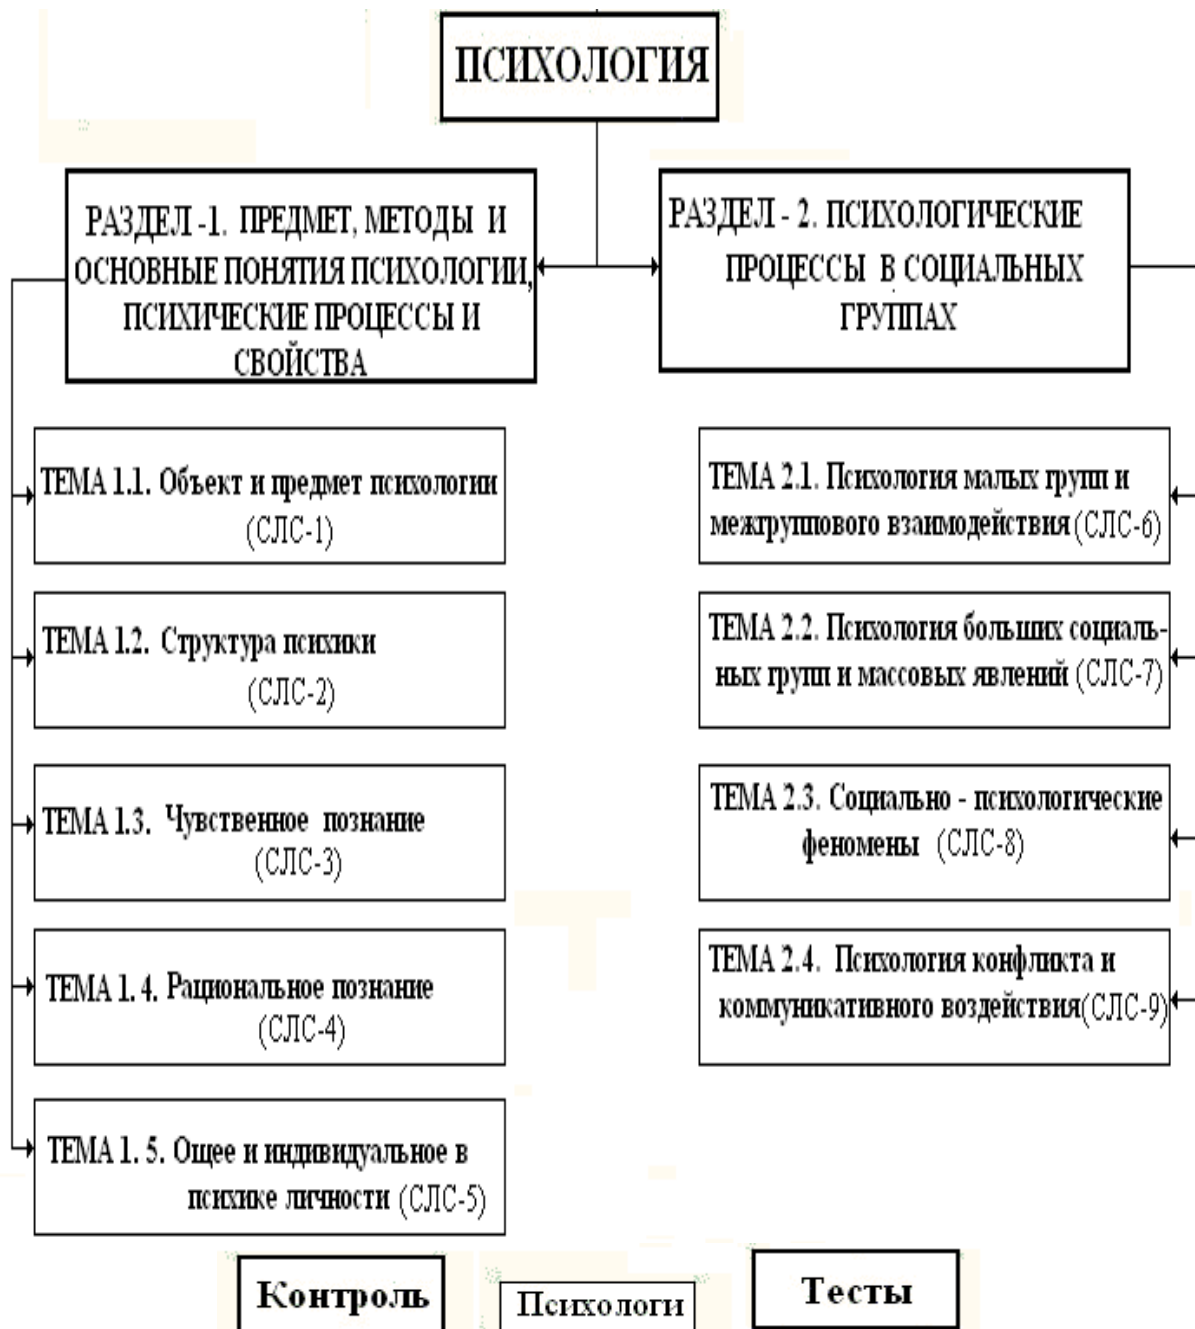 ПСИХОЛОГИЯ
РАЗДЕЛ -1. ПРЕДМЕТ, МЕТОДЫ И
ОСНОВНЫЕ ПОНЯТИЯ ПСИХОЛОГИИ,
ПСИХИЧЕСКИЕ ПРОЦЕССЫ И
СВОЙСТВА
РАЗДЕЛ - 2. ПСИХОЛОГИЧЕСКИЕ
ПРОЦЕССЫ В СОЦИАЛЬНЫХ
ГРУППАХ
ТЕМА 1.1. Объект и предмет психологии
(СЛС-1)
ТЕМА 1.2. Структура психики
(СЛС-2)
ТЕМА 1.3. Чувственное познание
(СЛС-3)
ТЕМА 1. 4. Рациональное познание
(СЛС-4)
ТЕМА 1. 5. Ощее и индивидуальное в
психике личности (СЛС-5)
ТЕМА 2.1. Психология малых групп и
межгруппового взаимодействия (СЛС-6)
ТЕМА 2.2. Психология больших социаль-
ных групп и массовых явлений (СЛС-7)
ТЕМА 2.3. Социально - психологические
феномены (СЛС-8)
ТЕМА 2.4. Психология конфликта и
коммуникативного воздействия(СЛС-9)
Контроль
Психологи
Тесты